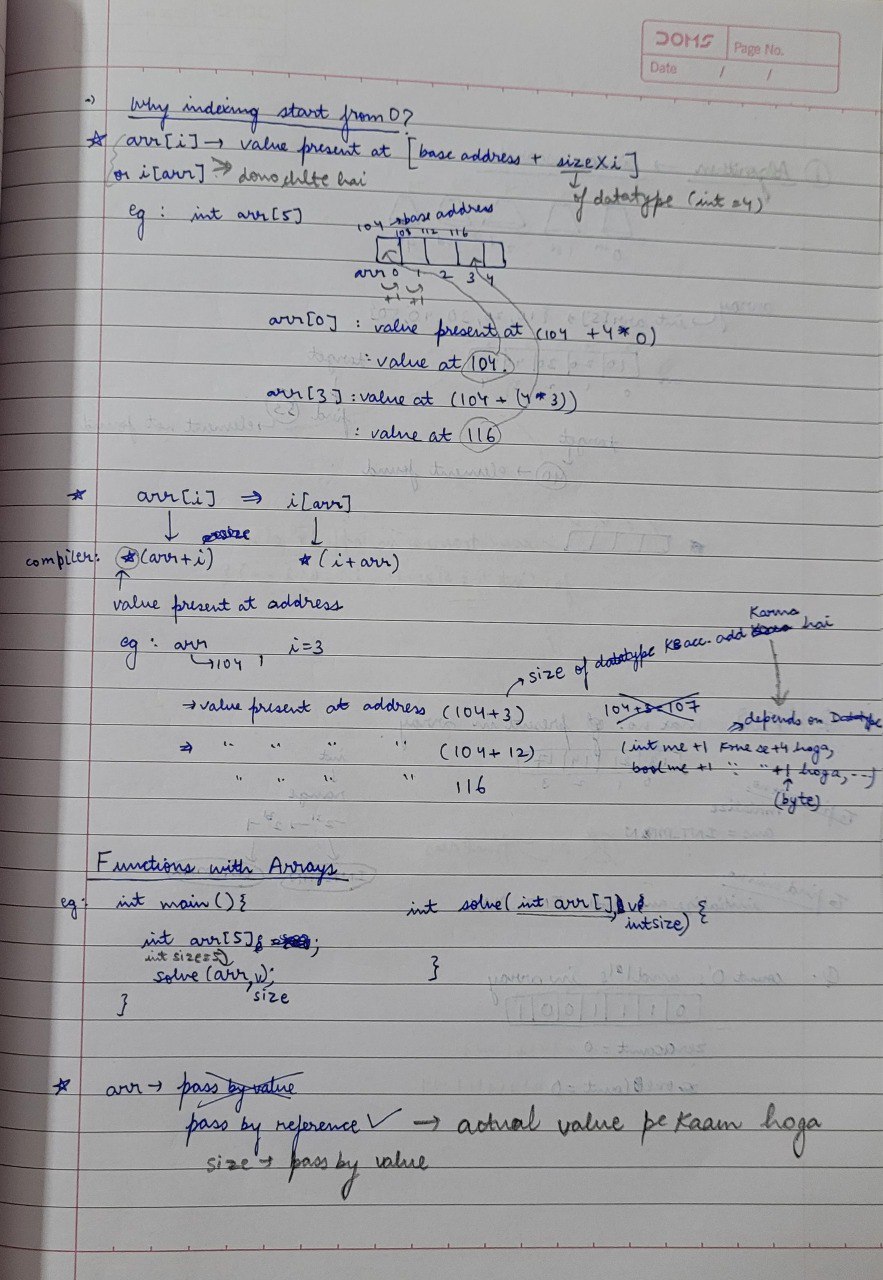 DOMS
Page No.
Date / /
→) Why indexing start from 0?
☆ arr[i] → value present at [base address + size X i]
or i[arr] ⇒ dono chlte hai
↓ of datatype (int = 4)
eg : int arr[5]
104 → base address
108 112 116
arr 0 1 2 3 4
+1 +1
arr[0] : value present at (104 + 4 * 0)
: value at 104.
arr[3] : value at (104 + (4 * 3))
: value at 116
☆ arr[i] ⇒ i[arr]
compiler: *(arr+i) *(i+arr)
value present at address
eg : arr , i=3
↳104
Karna
→ size of datatype K acc. add hai
→ value present at address (104+3) 104+3=107
⇒ depends on Datatype
⇒ " " " " (104+12)
(int me +1 Krne se +4 hoga,
" " " " 116
bool me +1 " " +1 hoga, ...)
(byte)
Functions with Arrays
eg: int main(){ int solve(int arr[], int size) {
int arr[5];
int size=5;
solve(arr, size);
} }
☆ arr → pass by value
pass by reference ✓ → actual value pe Kaam hoga
size → pass by value